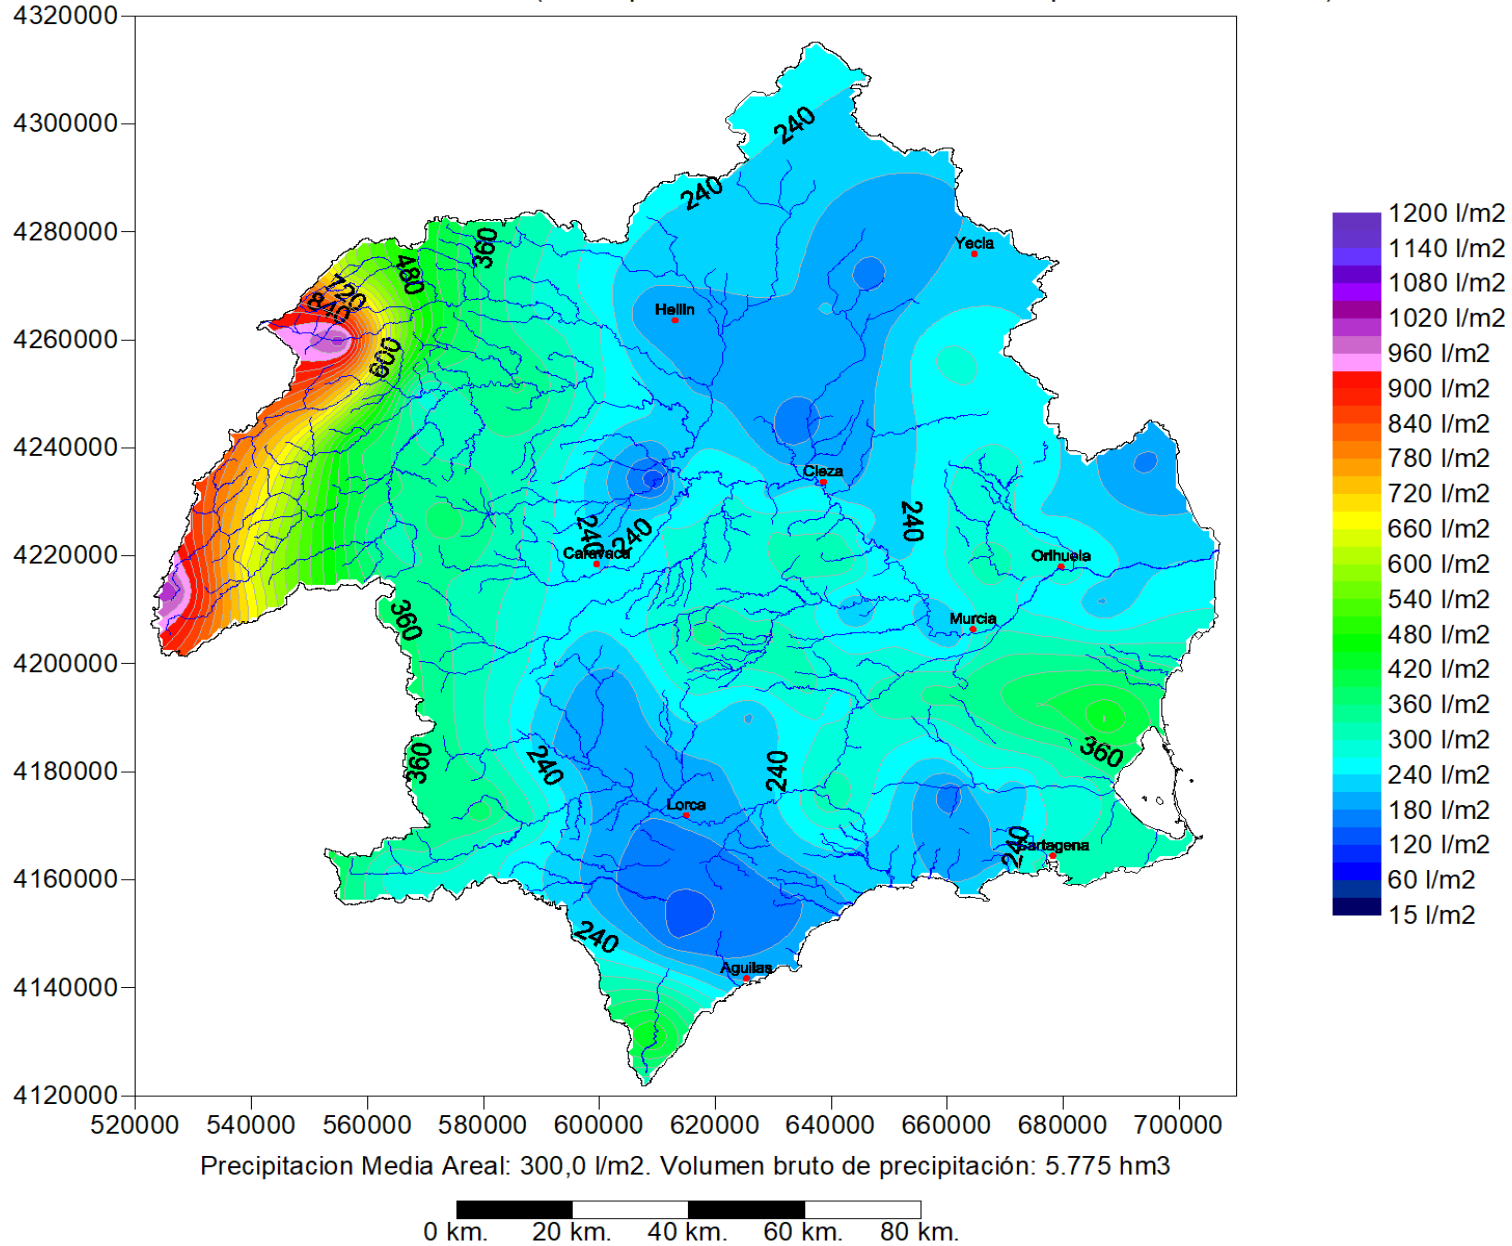 4320000
4300000
4280000
4260000
4240000
4220000
4200000
4180000
4160000
4140000
4120000
520000 540000 560000 580000 600000 620000 640000 660000 680000 700000
240
240
360
480
720
840
600
Yecla
Hellin
Cieza
240
240
240
Caravaca
Orihuela
360
Murcia
360
240
240
360
Lorca
240
Cartagena
240
Aguilas
1200 l/m2
1140 l/m2
1080 l/m2
1020 l/m2
960 l/m2
900 l/m2
840 l/m2
780 l/m2
720 l/m2
660 l/m2
600 l/m2
540 l/m2
480 l/m2
420 l/m2
360 l/m2
300 l/m2
240 l/m2
180 l/m2
120 l/m2
60 l/m2
15 l/m2
Precipitacion Media Areal: 300,0 l/m2. Volumen bruto de precipitación: 5.775 hm3
0 km. 20 km. 40 km. 60 km. 80 km.